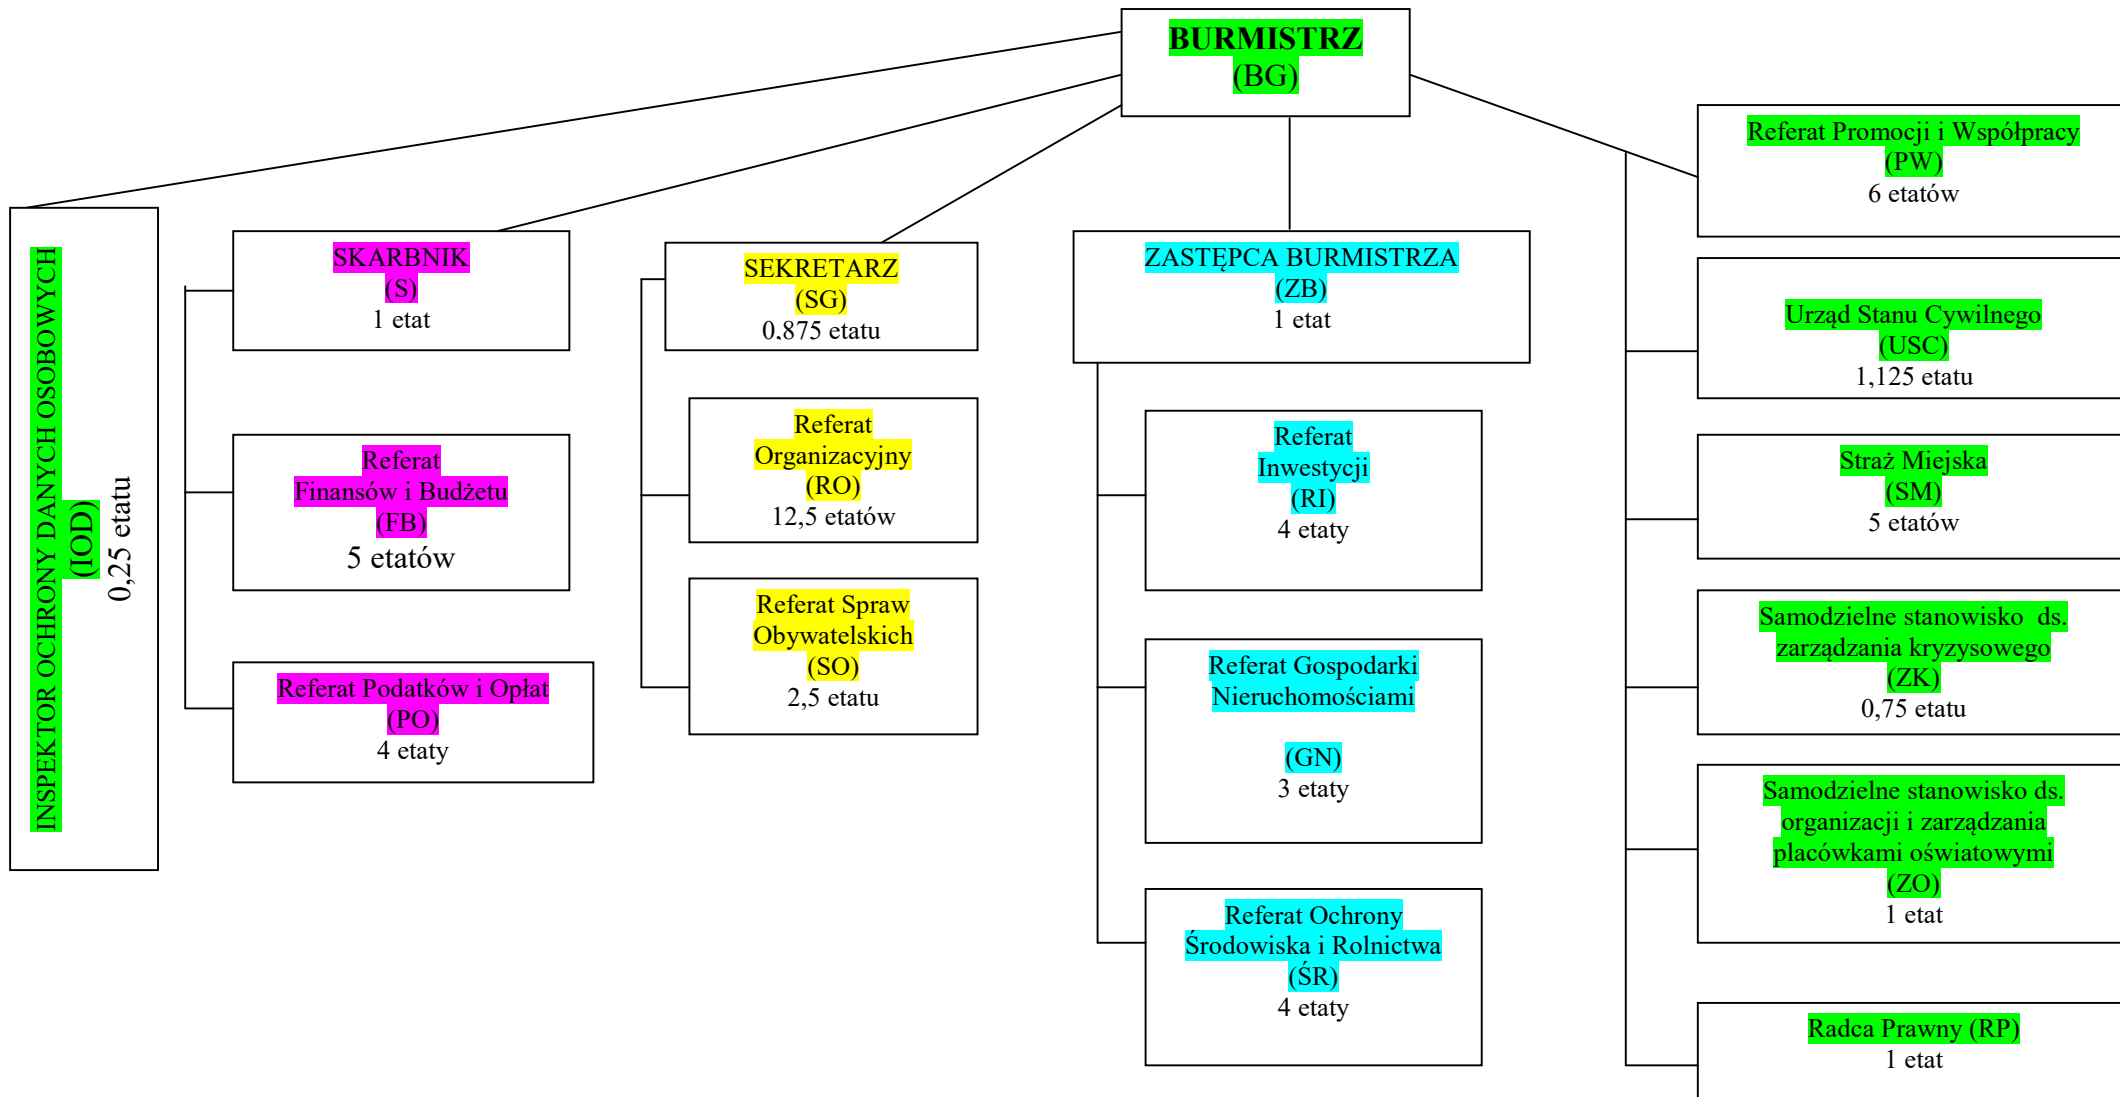 BURMISTRZ
(BG)
INSPEKTOR OCHRONY DANYCH OSOBOWYCH
(IOD)
0,25 etatu
SKARBNIK
(S)
1 etat
Referat
Finansów i Budżetu
(FB)
5 etatów
Referat Podatków i Opłat
(PO)
4 etaty
SEKRETARZ
(SG)
0,875 etatu
Referat
Organizacyjny
(RO)
12,5 etatów
Referat Spraw
Obywatelskich
(SO)
2,5 etatu
ZASTĘPCA BURMISTRZA
(ZB)
1 etat
Referat
Inwestycji
(RI)
4 etaty
Referat Gospodarki
Nieruchomościami
(GN)
3 etaty
Referat Ochrony
Środowiska i Rolnictwa
(ŚR)
4 etaty
Referat Promocji i Współpracy
(PW)
6 etatów
Urząd Stanu Cywilnego
(USC)
1,125 etatu
Straż Miejska
(SM)
5 etatów
Samodzielne stanowisko ds.
zarządzania kryzysowego
(ZK)
0,75 etatu
Samodzielne stanowisko ds.
organizacji i zarządzania
placówkami oświatowymi
(ZO)
1 etat
Radca Prawny (RP)
1 etat